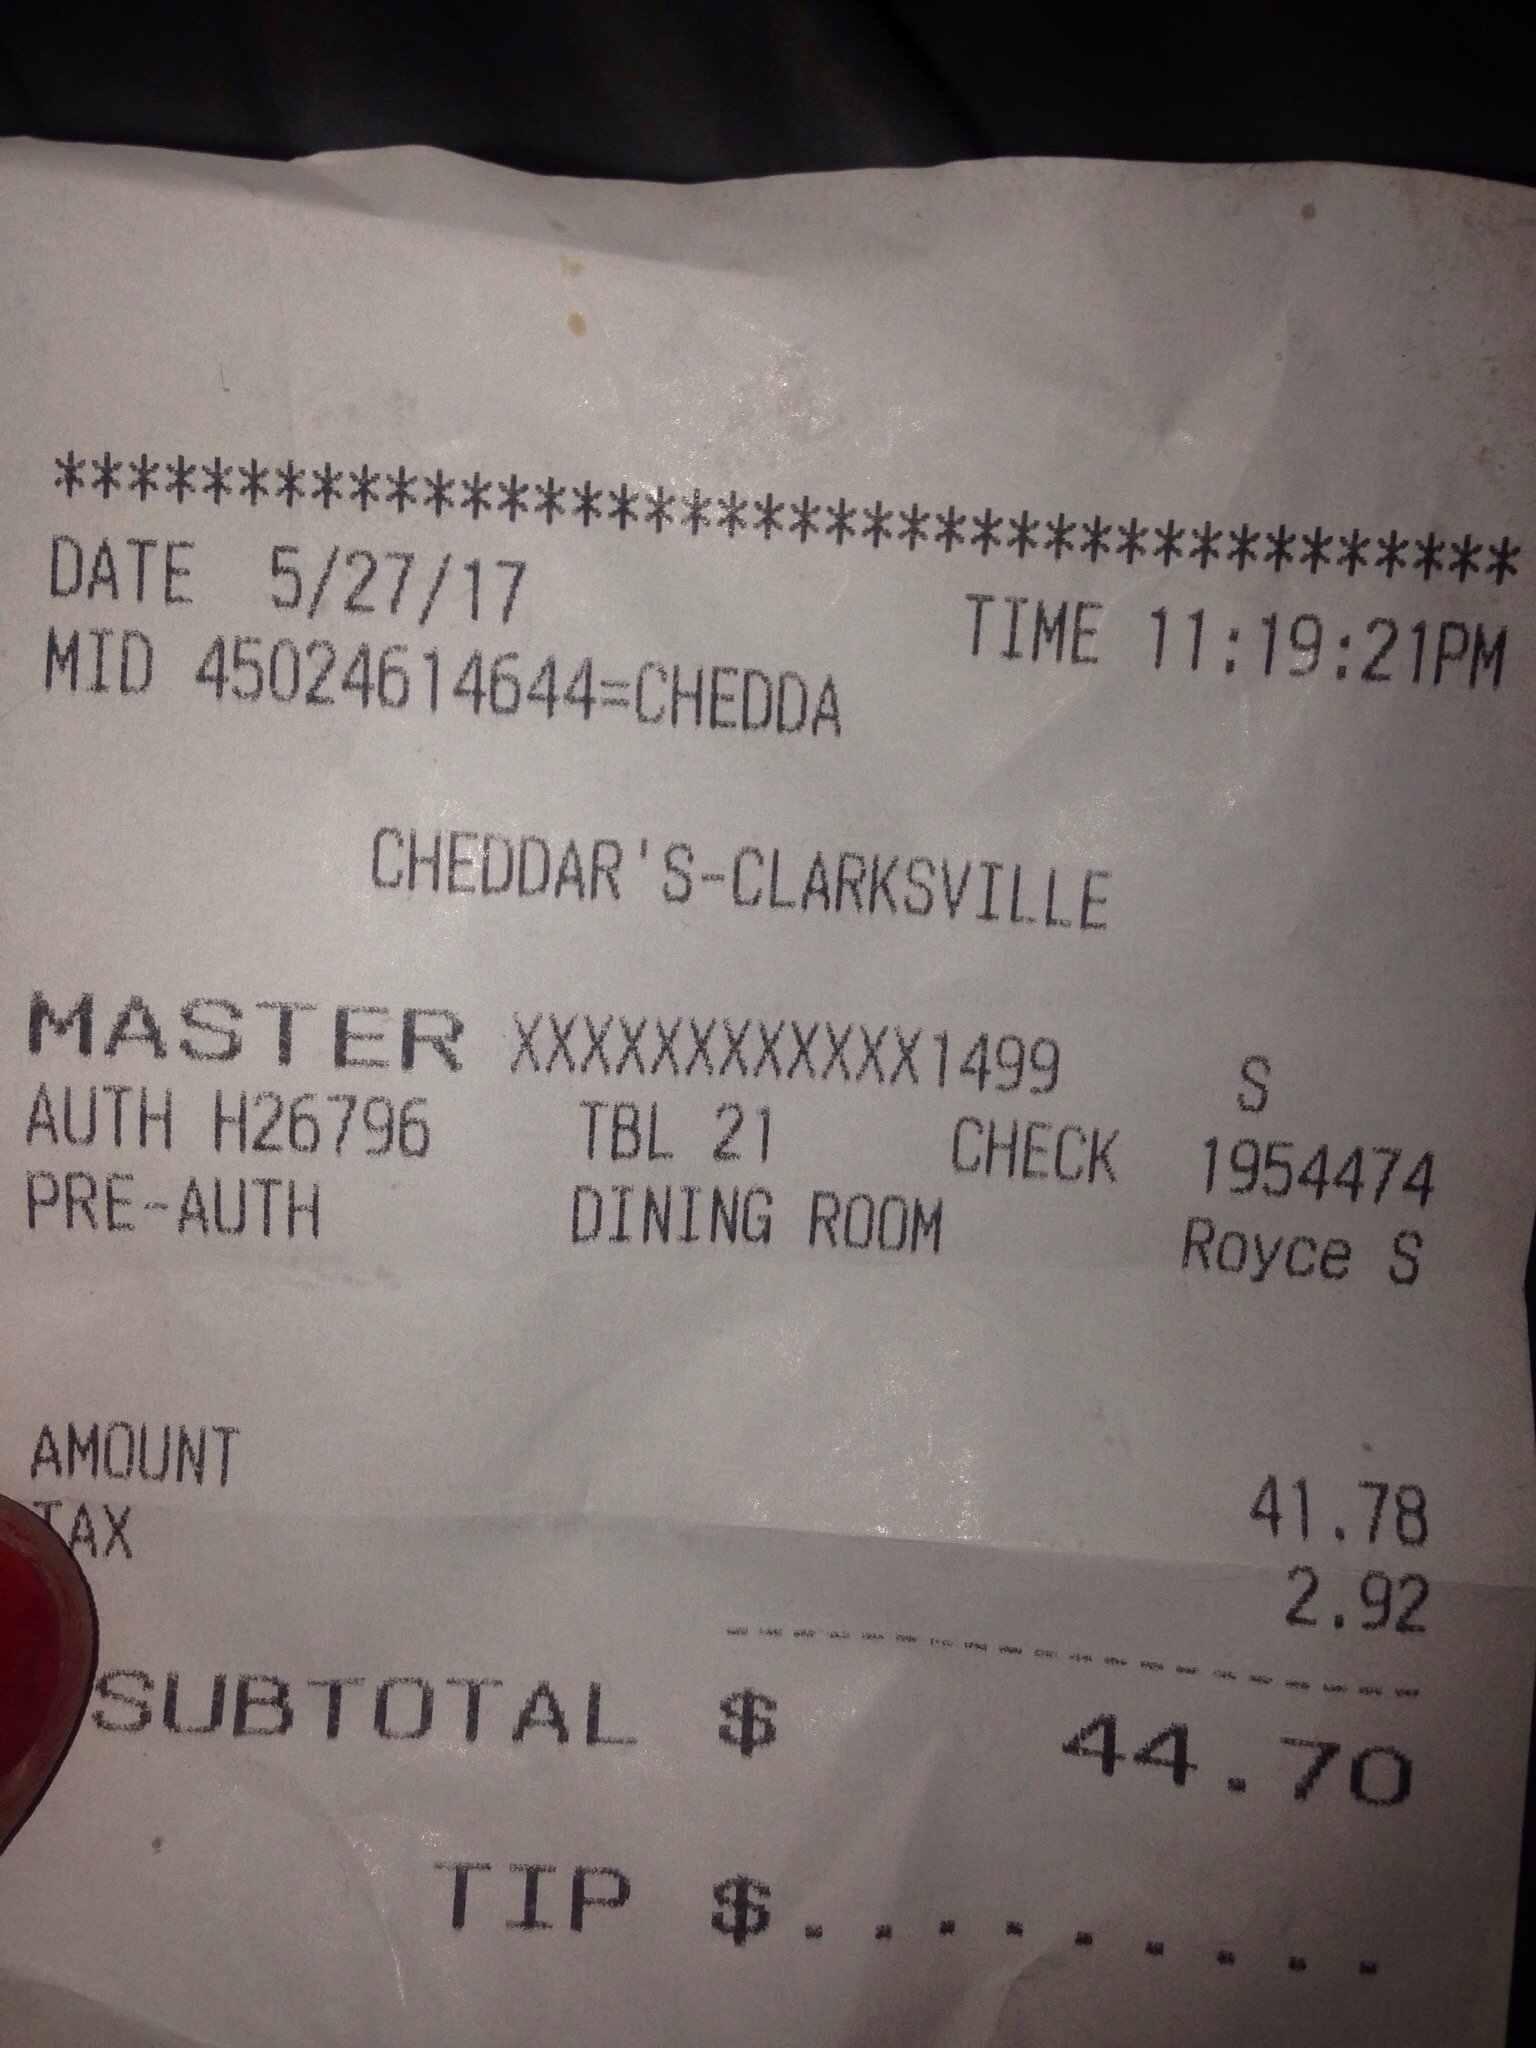 ****************************************
DATE 5/27/17 TIME 11:19:21PM
MID 45024614644=CHEDDA
CHEDDAR'S-CLARKSVILLE
MASTER XXXXXXXXXXXX1499 S
AUTH H26796 TBL 21 CHECK 1954474
PRE-AUTH DINING ROOM Royce S
AMOUNT 41.78
TAX 2.92
--------------------
SUBTOTAL $ 44.70
TIP $.........